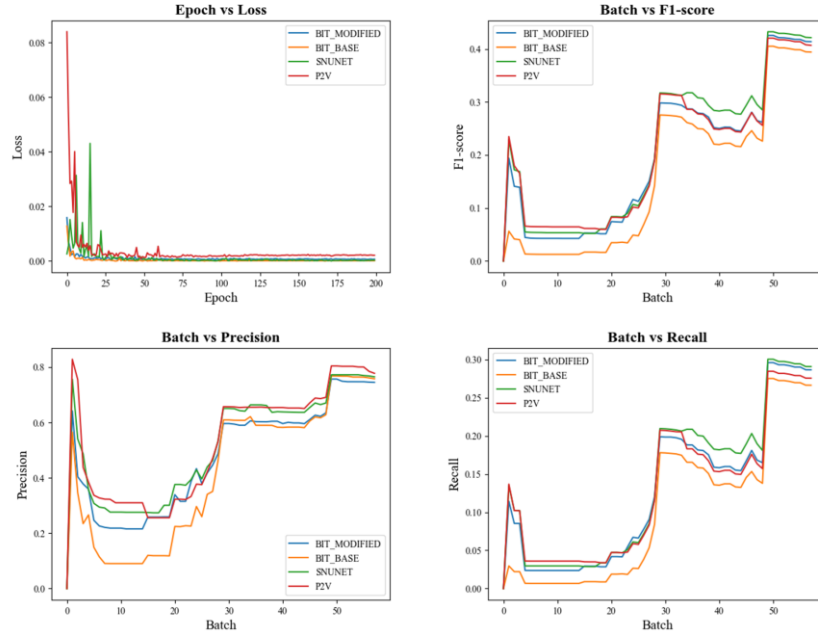 Epoch vs Loss
Loss
0.08
0.06
0.04
0.02
0.00
BIT_MODIFIED
BIT_BASE
SNUNET
P2V
0
25
50
75
100
125
150
175
200
Epoch
Batch vs F1-score
F1-score
0.4
0.3
0.2
0.1
0.0
BIT_MODIFIED
BIT_BASE
SNUNET
P2V
0
10
20
30
40
50
Batch
Batch vs Precision
Precision
0.8
0.6
0.4
0.2
0.0
BIT_MODIFIED
BIT_BASE
SNUNET
P2V
0
10
20
30
40
50
Batch
Batch vs Recall
Recall
0.30
0.25
0.20
0.15
0.10
0.05
0.00
BIT_MODIFIED
BIT_BASE
SNUNET
P2V
0
10
20
30
40
50
Batch